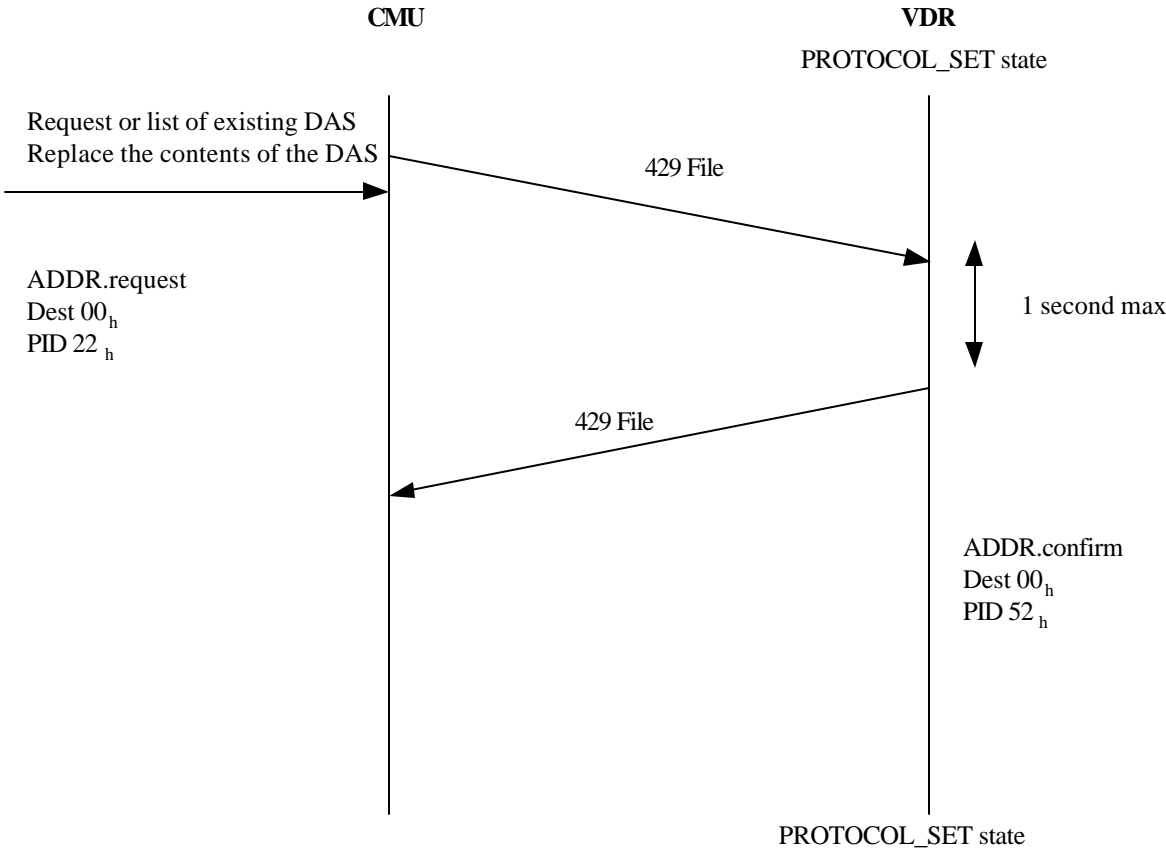 CMU
VDR
PROTOCOL_SET state
Request or list of existing DAS
Replace the contents of the DAS
429 File
ADDR.request
Dest 00h
PID 22 h
1 second max
429 File
ADDR.confirm
Dest 00h
PID 52 h
PROTOCOL_SET state